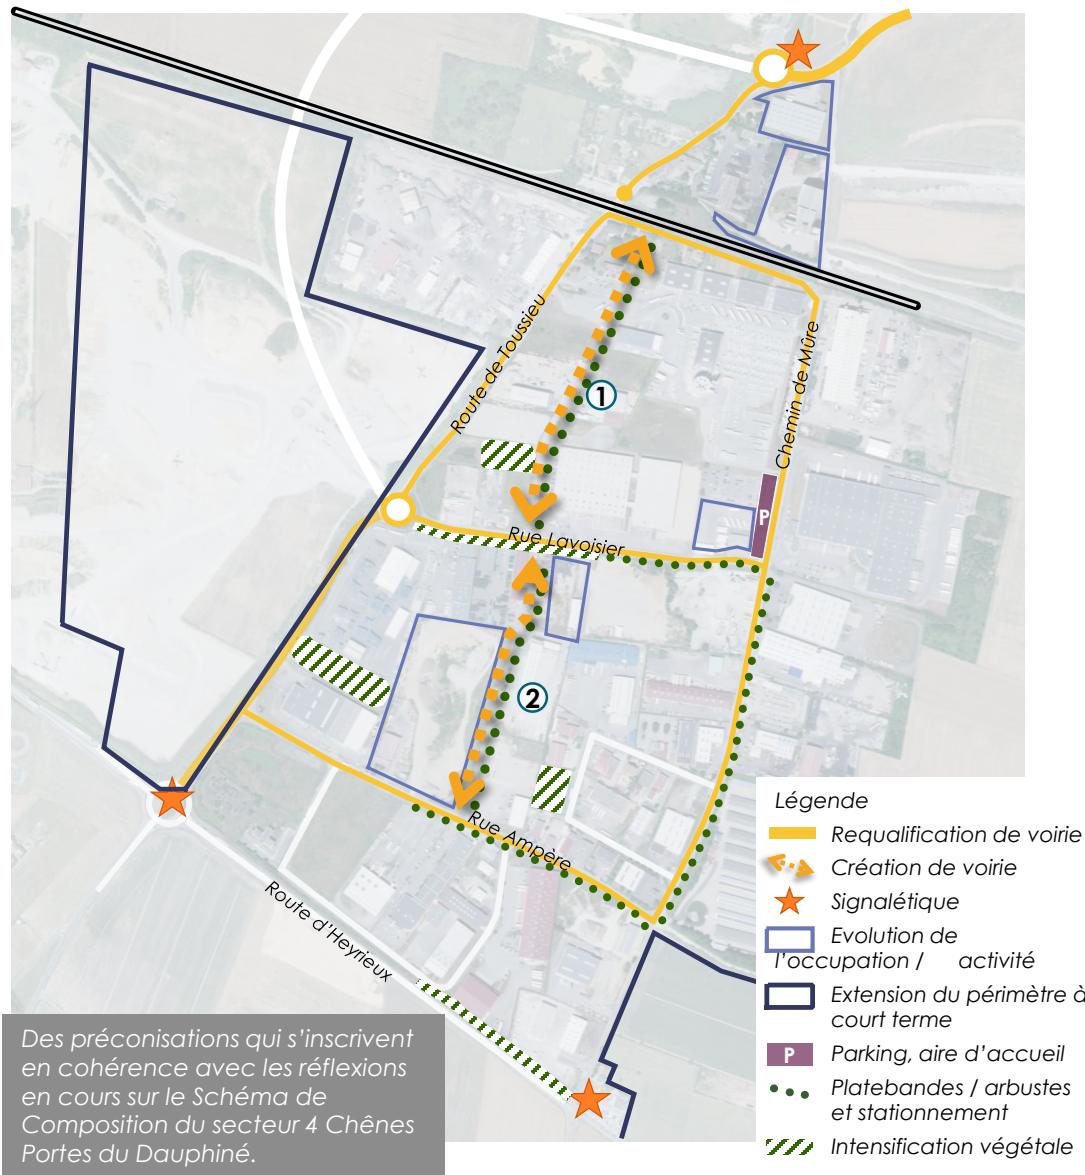 Route de Toussieu
Chemin de Mûre
1
P
Rue Lavoisier
2
Rue Ampère
Route d'Heyrieux
Légende
Requalification de voirie
Création de voirie
Signalétique
Evolution de
l'occupation / activité
Extension du périmètre à
court terme
P Parking, aire d'accueil
Platebandes / arbustes
et stationnement
Intensification végétale
Des préconisations qui s'inscrivent
en cohérence avec les réflexions
en cours sur le Schéma de
Composition du secteur 4 Chênes
Portes du Dauphiné.